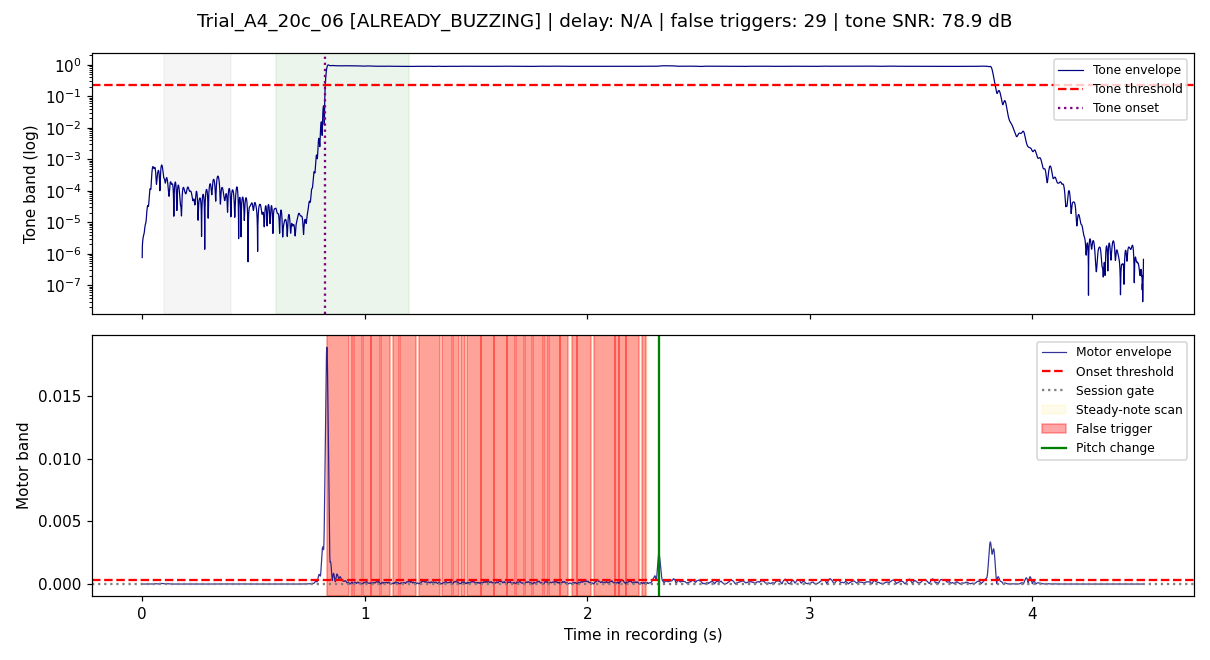 Trial_A4_20c_06 [ALREADY_BUZZING] | delay: N/A | false triggers: 29 | tone SNR: 78.9 dB
Tone band (log)
10⁰
10⁻¹
10⁻²
10⁻³
10⁻⁴
10⁻⁵
10⁻⁶
10⁻⁷
Tone envelope
Tone threshold
Tone onset
Motor band
0.015
0.010
0.005
0.000
Motor envelope
Onset threshold
Session gate
Steady-note scan
False trigger
Pitch change
0 1 2 3 4
Time in recording (s)